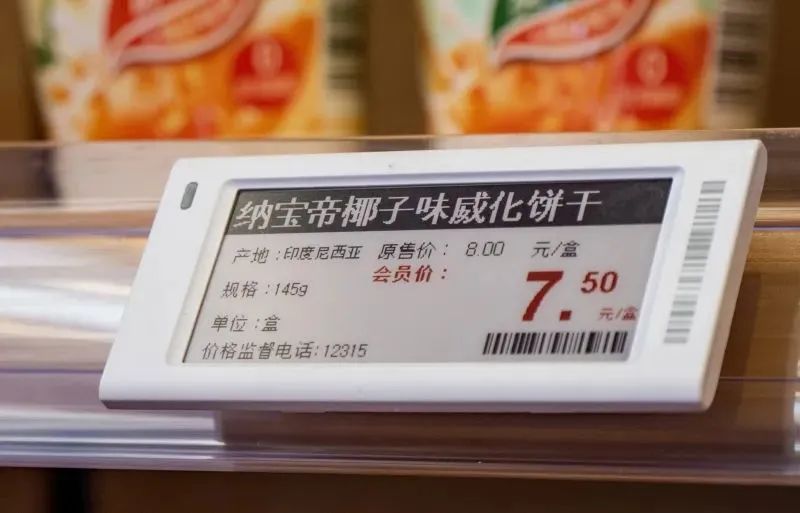 纳宝帝椰子味威化饼干
产地：印度尼西亚 原售价： 8.00 元/盒
会员价：
7.50
元/盒
规格：145g
单位：盒
价格监督电话：12315